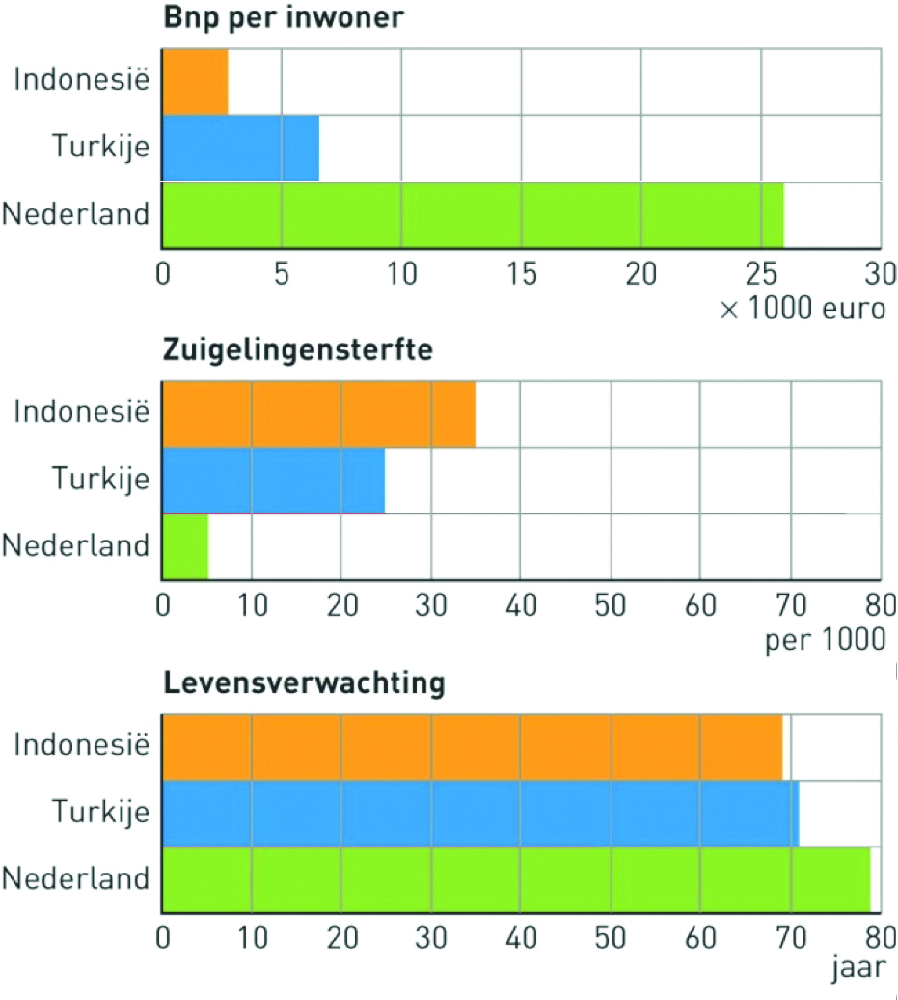 Bnp per inwoner
Indonesië
Turkije
Nederland
0 5 10 15 20 25 30
× 1000 euro
Zuigelingensterfte
Indonesië
Turkije
Nederland
0 10 20 30 40 50 60 70 80
per 1000
Levensverwachting
Indonesië
Turkije
Nederland
0 10 20 30 40 50 60 70 80
jaar